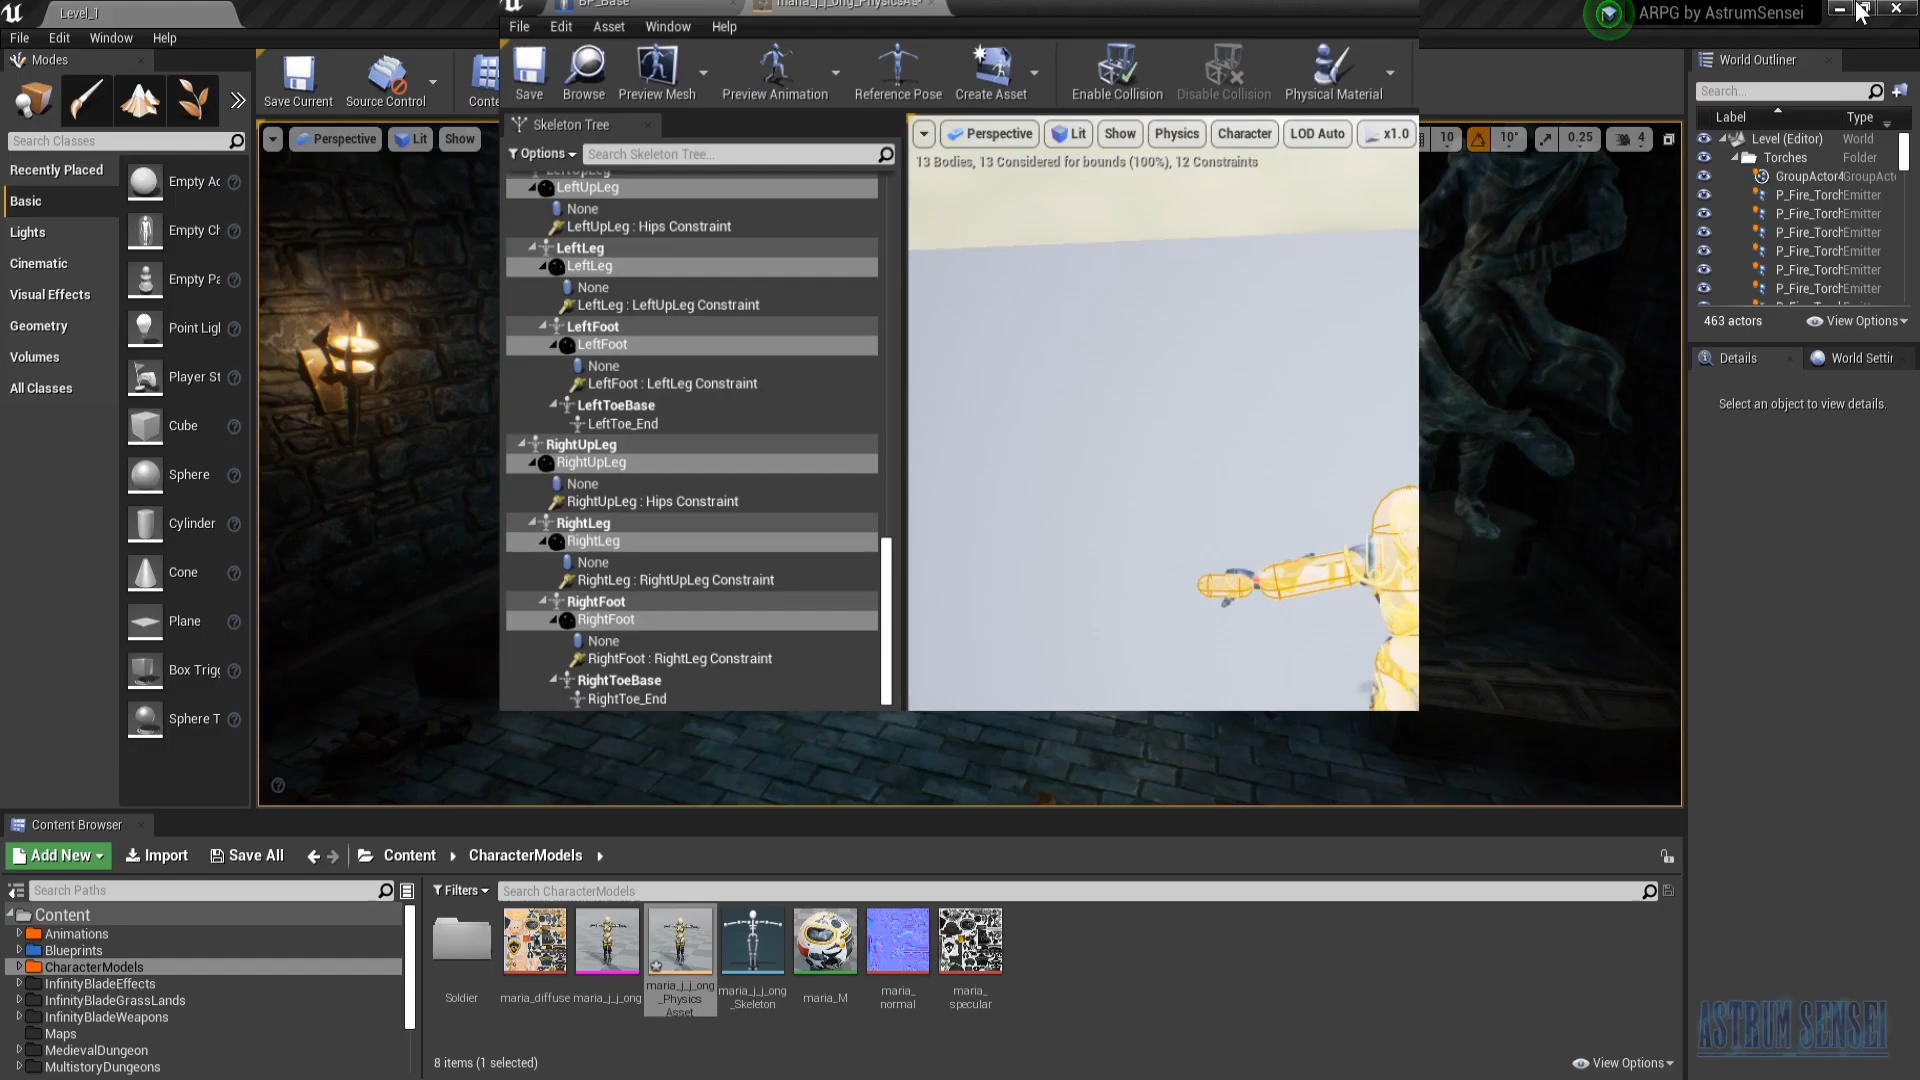 Level_1
BP_Base
maria_j_j_ong_PhysicsAs
ARPG by AstrumSensei
File Edit Window Help
File Edit Asset Window Help
Modes
Save Current
Source Control
Conte
Save
Browse
Preview Mesh
Preview Animation
Reference Pose
Create Asset
Enable Collision
Disable Collision
Physical Material
World Outliner
Search...
Label
Type
Search Classes
Recently Placed
Basic
Lights
Cinematic
Visual Effects
Geometry
Volumes
All Classes
Empty Ac
Empty Ch
Empty Pa
Point Ligh
Player St
Cube
Sphere
Cylinder
Cone
Plane
Box Trigg
Sphere T
Perspective
Lit
Show
Skeleton Tree
Options
Search Skeleton Tree...
LeftUpLeg
LeftUpLeg
None
LeftUpLeg : Hips Constraint
LeftLeg
LeftLeg
None
LeftLeg : LeftUpLeg Constraint
LeftFoot
LeftFoot
None
LeftFoot : LeftLeg Constraint
LeftToeBase
LeftToe_End
RightUpLeg
RightUpLeg
None
RightUpLeg : Hips Constraint
RightLeg
RightLeg
None
RightLeg : RightUpLeg Constraint
RightFoot
RightFoot
None
RightFoot : RightLeg Constraint
RightToeBase
RightToe_End
Perspective
Lit
Show
Physics
Character
LOD Auto
x1.0
13 Bodies, 13 Considered for bounds (100%), 12 Constraints
10
10°
0.25
4
Level (Editor) World
Torches Folder
GroupActor4 GroupActo
P_Fire_Torch Emitter
P_Fire_Torch Emitter
P_Fire_Torch Emitter
P_Fire_Torch Emitter
P_Fire_Torch Emitter
P_Fire_Torch Emitter
463 actors
View Options
Details
World Settin
Select an object to view details.
Content Browser
Add New
Import
Save All
Content
CharacterModels
Search Paths
Filters
Search CharacterModels
Content
Animations
Blueprints
CharacterModels
InfinityBladeEffects
InfinityBladeGrassLands
InfinityBladeWeapons
Maps
MedievalDungeon
MultistoryDungeons
Soldier
maria_diffuse
maria_j_j_ong
maria_j_j_ong
_Physics
Asset
maria_j_j_ong
_Skeleton
maria_M
maria_
normal
maria_
specular
8 items (1 selected)
View Options
ASTRUM SENSEI